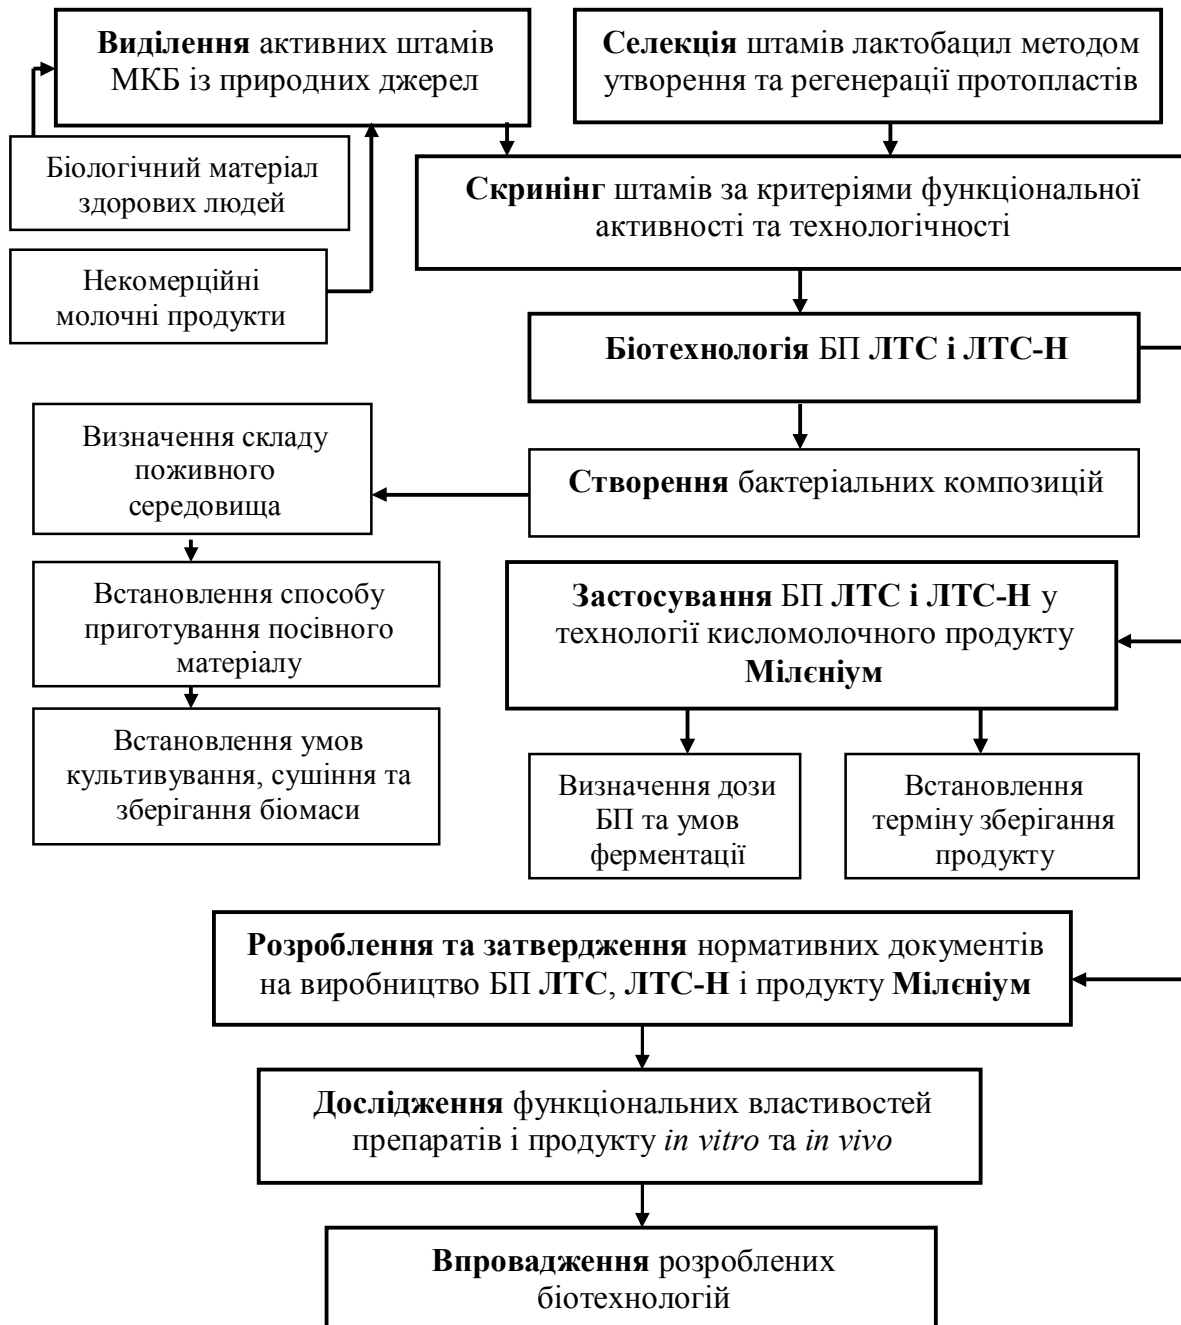 Виділення активних штамів
МКБ із природних джерел
Селекція штамів лактобацил методом
утворення та регенерації протопластів
Біологічний матеріал
здорових людей
Скринінг штамів за критеріями функціональної
активності та технологічності
Некомерційні
молочні продукти
Біотехнологія БП ЛТС і ЛТС-Н
Визначення складу
поживного
середовища
Створення бактеріальних композицій
Встановлення способу
приготування посівного
матеріалу
Застосування БП ЛТС і ЛТС-Н у
технології кисломолочного продукту
Мілєніум
Встановлення умов
культивування, сушіння та
зберігання біомаси
Визначення дози
БП та умов
ферментації
Встановлення
терміну зберігання
продукту
Розроблення та затвердження нормативних документів
на виробництво БП ЛТС, ЛТС-Н і продукту Мілєніум
Дослідження функціональних властивостей
препаратів і продукту in vitro та in vivo
Впровадження розроблених
біотехнологій